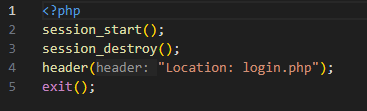 1 <?php
2 session_start();
3 session_destroy();
4 header(header: "Location: login.php");
5 exit();